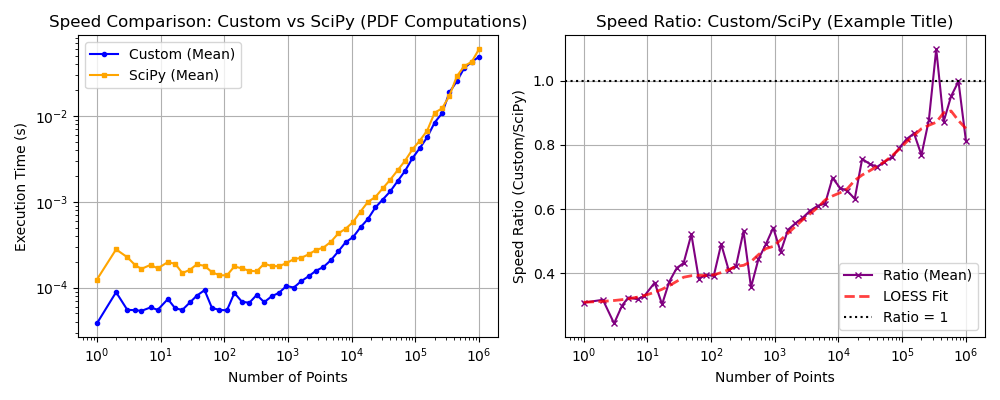 Speed Comparison: Custom vs SciPy (PDF Computations)
Custom (Mean)
SciPy (Mean)
Execution Time (s)
10⁻²
10⁻³
10⁻⁴
10⁰ 10¹ 10² 10³ 10⁴ 10⁵ 10⁶
Number of Points
Speed Ratio: Custom/SciPy (Example Title)
Speed Ratio (Custom/SciPy)
1.0
0.8
0.6
0.4
Ratio (Mean)
LOESS Fit
Ratio = 1
10⁰ 10¹ 10² 10³ 10⁴ 10⁵ 10⁶
Number of Points